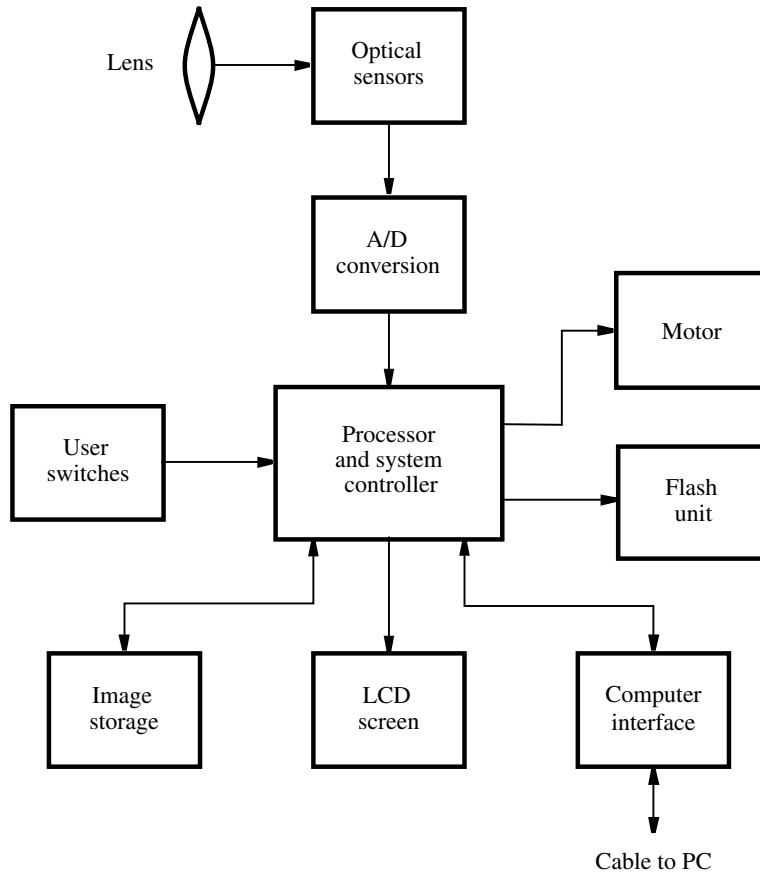 Lens
Optical
sensors
A/D
conversion
Motor
User
switches
Processor
and system
controller
Flash
unit
Image
storage
LCD
screen
Computer
interface
Cable to PC